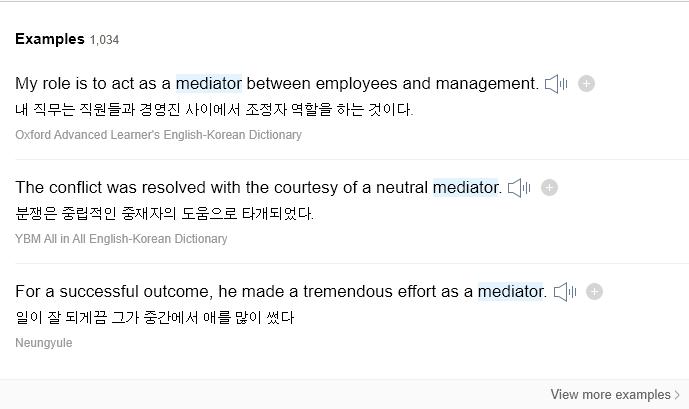 Examples 1,034
My role is to act as a mediator between employees and management.
내 직무는 직원들과 경영진 사이에서 조정자 역할을 하는 것이다.
Oxford Advanced Learner's English-Korean Dictionary
The conflict was resolved with the courtesy of a neutral mediator.
분쟁은 중립적인 중재자의 도움으로 타개되었다.
YBM All in All English-Korean Dictionary
For a successful outcome, he made a tremendous effort as a mediator.
일이 잘 되게끔 그가 중간에서 애를 많이 썼다
Neungyule
View more examples